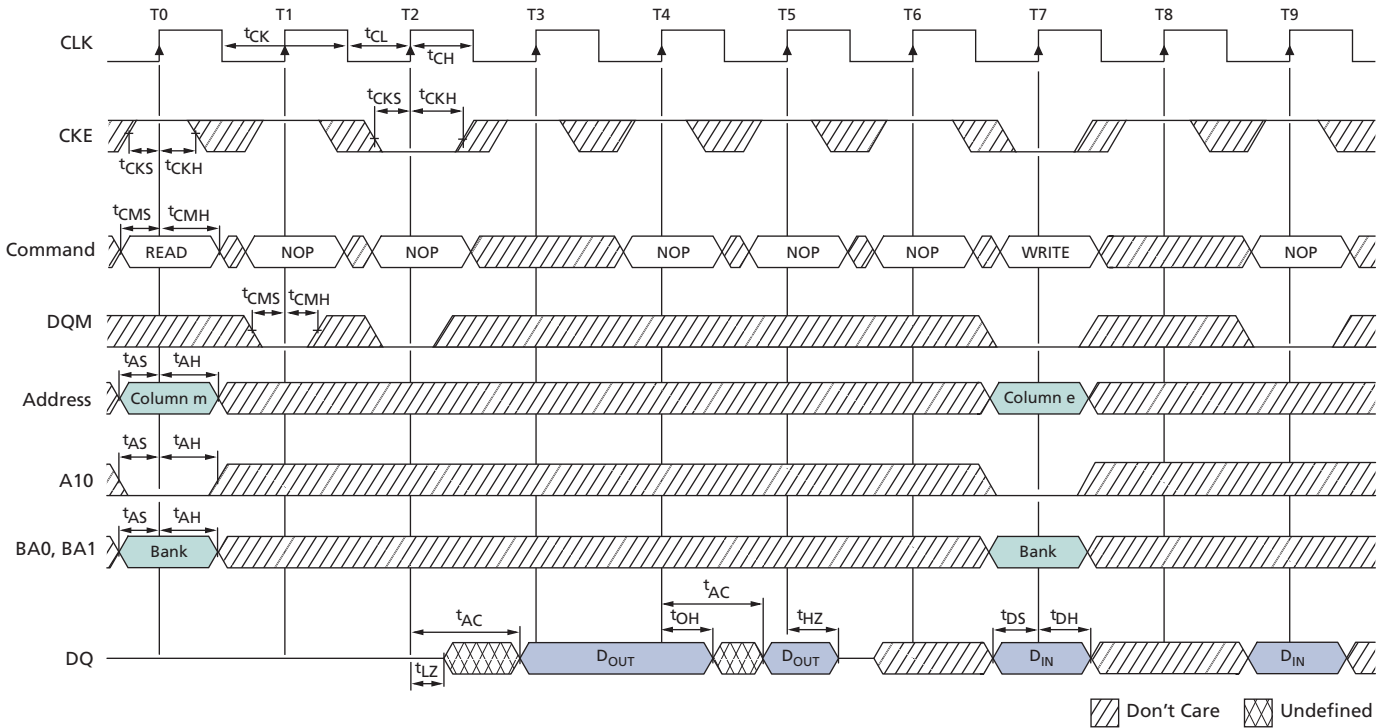 T0 T1 T2 T3 T4 T5 T6 T7 T8 T9
CLK
tCK tCL
tCH
tCKS tCKH
CKE
tCKS tCKH
tCMS tCMH
Command READ NOP NOP NOP NOP NOP WRITE NOP
tCMS tCMH
DQM
tAS tAH
Address Column m Column e
tAS tAH
A10
tAS tAH
BA0, BA1 Bank Bank
tAC
tAC tOH tHZ tDS tDH
DQ DOUT DOUT DIN DIN
tLZ
Don't Care Undefined